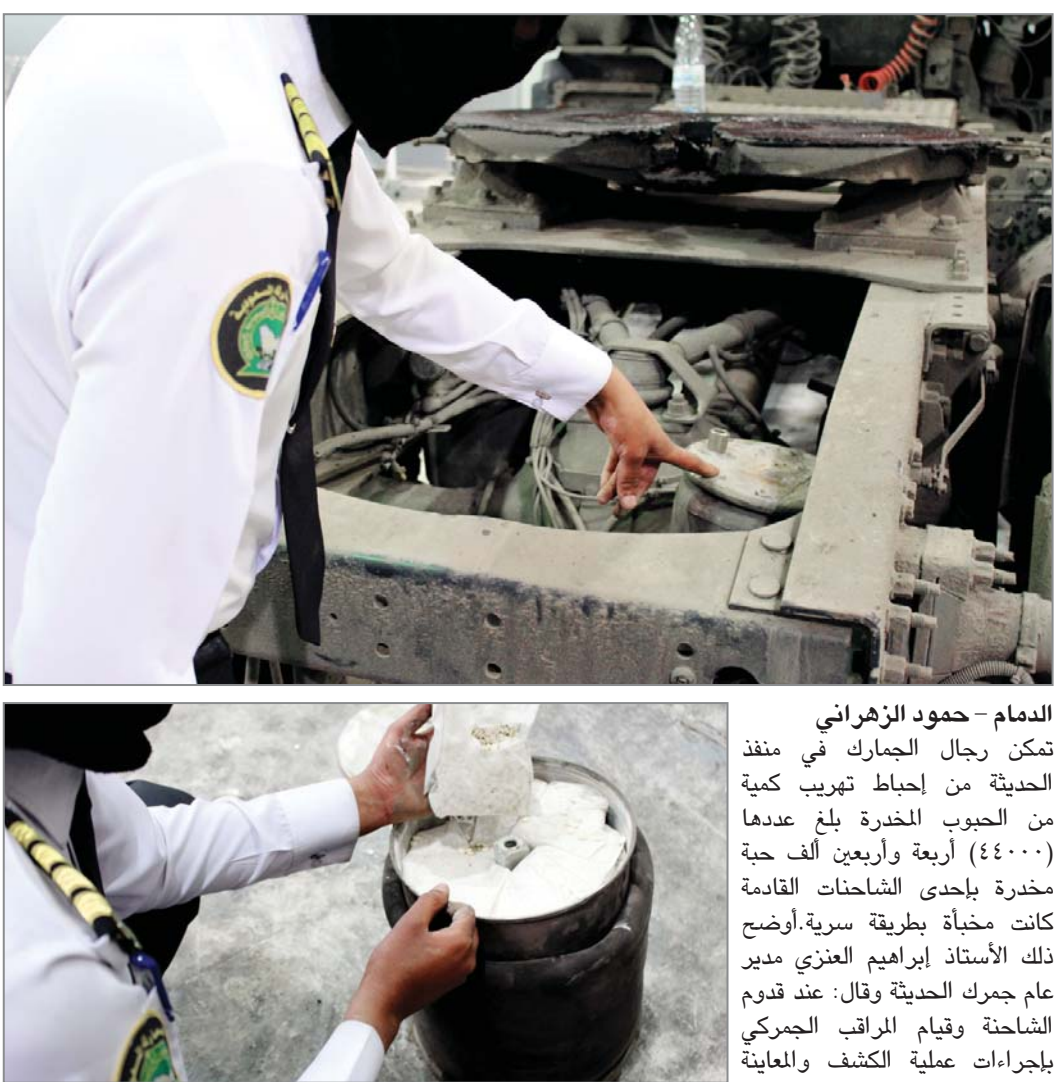 الدمام – حمود الزهراني
تمكن رجال الجمارك في منفذ
الحديثة من إحباط تهريب كمية
من الحبوب المخدرة بلغ عددها
(٤٤٠٠٠) أربعة وأربعين ألف حبة
مخدرة بإحدى الشاحنات القادمة
كانت مخبأة بطريقة سرية.أوضح
ذلك الأستاذ إبراهيم العنزي مدير
عام جمرك الحديثة وقال: عند قدوم
الشاحنة وقيام المراقب الجمركي
بإجراءات عملية الكشف والمعاينة